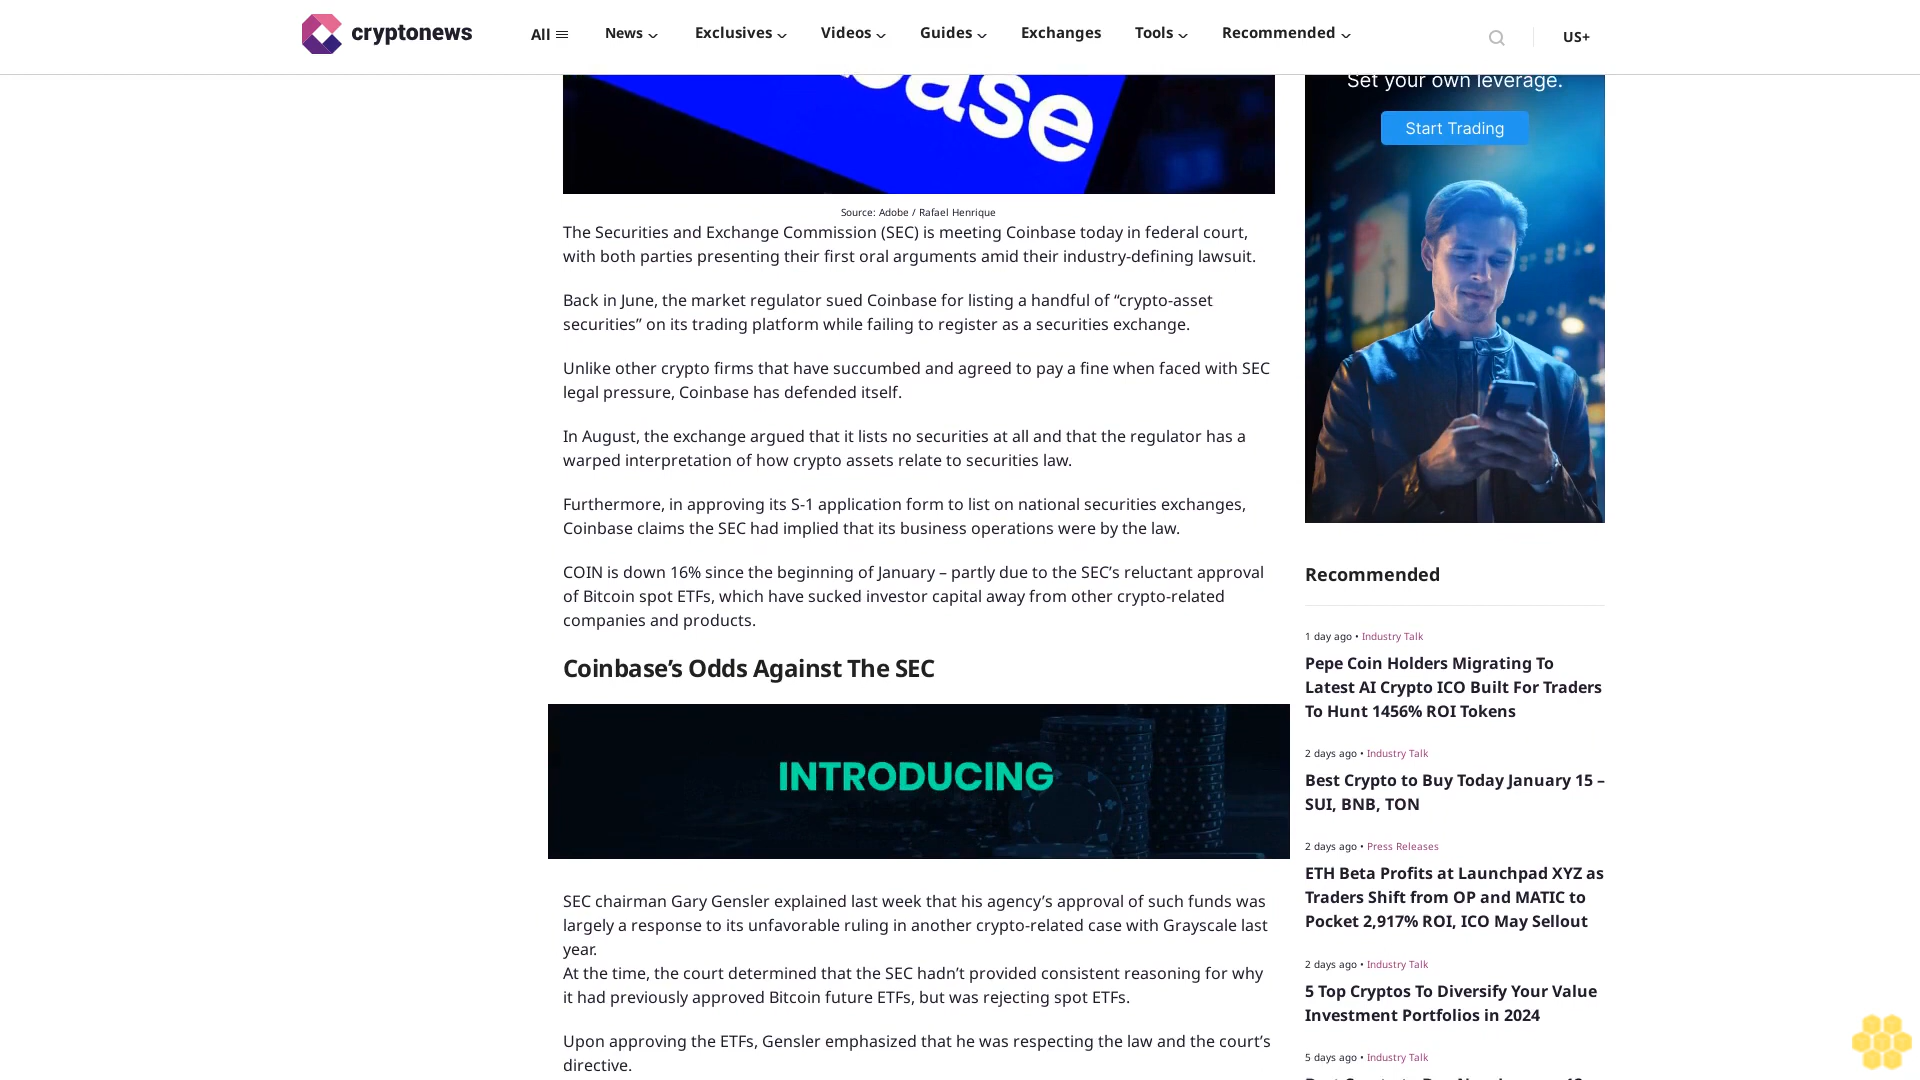 cryptonews
All
News
Exclusives
Videos
Guides
Exchanges
Tools
Recommended
US+
base
Source: Adobe / Rafael Henrique
The Securities and Exchange Commission (SEC) is meeting Coinbase today in federal court,
with both parties presenting their first oral arguments amid their industry-defining lawsuit.
Back in June, the market regulator sued Coinbase for listing a handful of “crypto-asset
securities” on its trading platform while failing to register as a securities exchange.
Unlike other crypto firms that have succumbed and agreed to pay a fine when faced with SEC
legal pressure, Coinbase has defended itself.
In August, the exchange argued that it lists no securities at all and that the regulator has a
warped interpretation of how crypto assets relate to securities law.
Furthermore, in approving its S-1 application form to list on national securities exchanges,
Coinbase claims the SEC had implied that its business operations were by the law.
COIN is down 16% since the beginning of January – partly due to the SEC’s reluctant approval
of Bitcoin spot ETFs, which have sucked investor capital away from other crypto-related
companies and products.
Coinbase’s Odds Against The SEC
INTRODUCING
SEC chairman Gary Gensler explained last week that his agency’s approval of such funds was
largely a response to its unfavorable ruling in another crypto-related case with Grayscale last
year.
At the time, the court determined that the SEC hadn’t provided consistent reasoning for why
it had previously approved Bitcoin future ETFs, but was rejecting spot ETFs.
Upon approving the ETFs, Gensler emphasized that he was respecting the law and the court’s
directive.
Set your own leverage.
Start Trading
Recommended
1 day ago • Industry Talk
Pepe Coin Holders Migrating To
Latest AI Crypto ICO Built For Traders
To Hunt 1456% ROI Tokens
2 days ago • Industry Talk
Best Crypto to Buy Today January 15 –
SUI, BNB, TON
2 days ago • Press Releases
ETH Beta Profits at Launchpad XYZ as
Traders Shift from OP and MATIC to
Pocket 2,917% ROI, ICO May Sellout
2 days ago • Industry Talk
5 Top Cryptos To Diversify Your Value
Investment Portfolios in 2024
5 days ago • Industry Talk